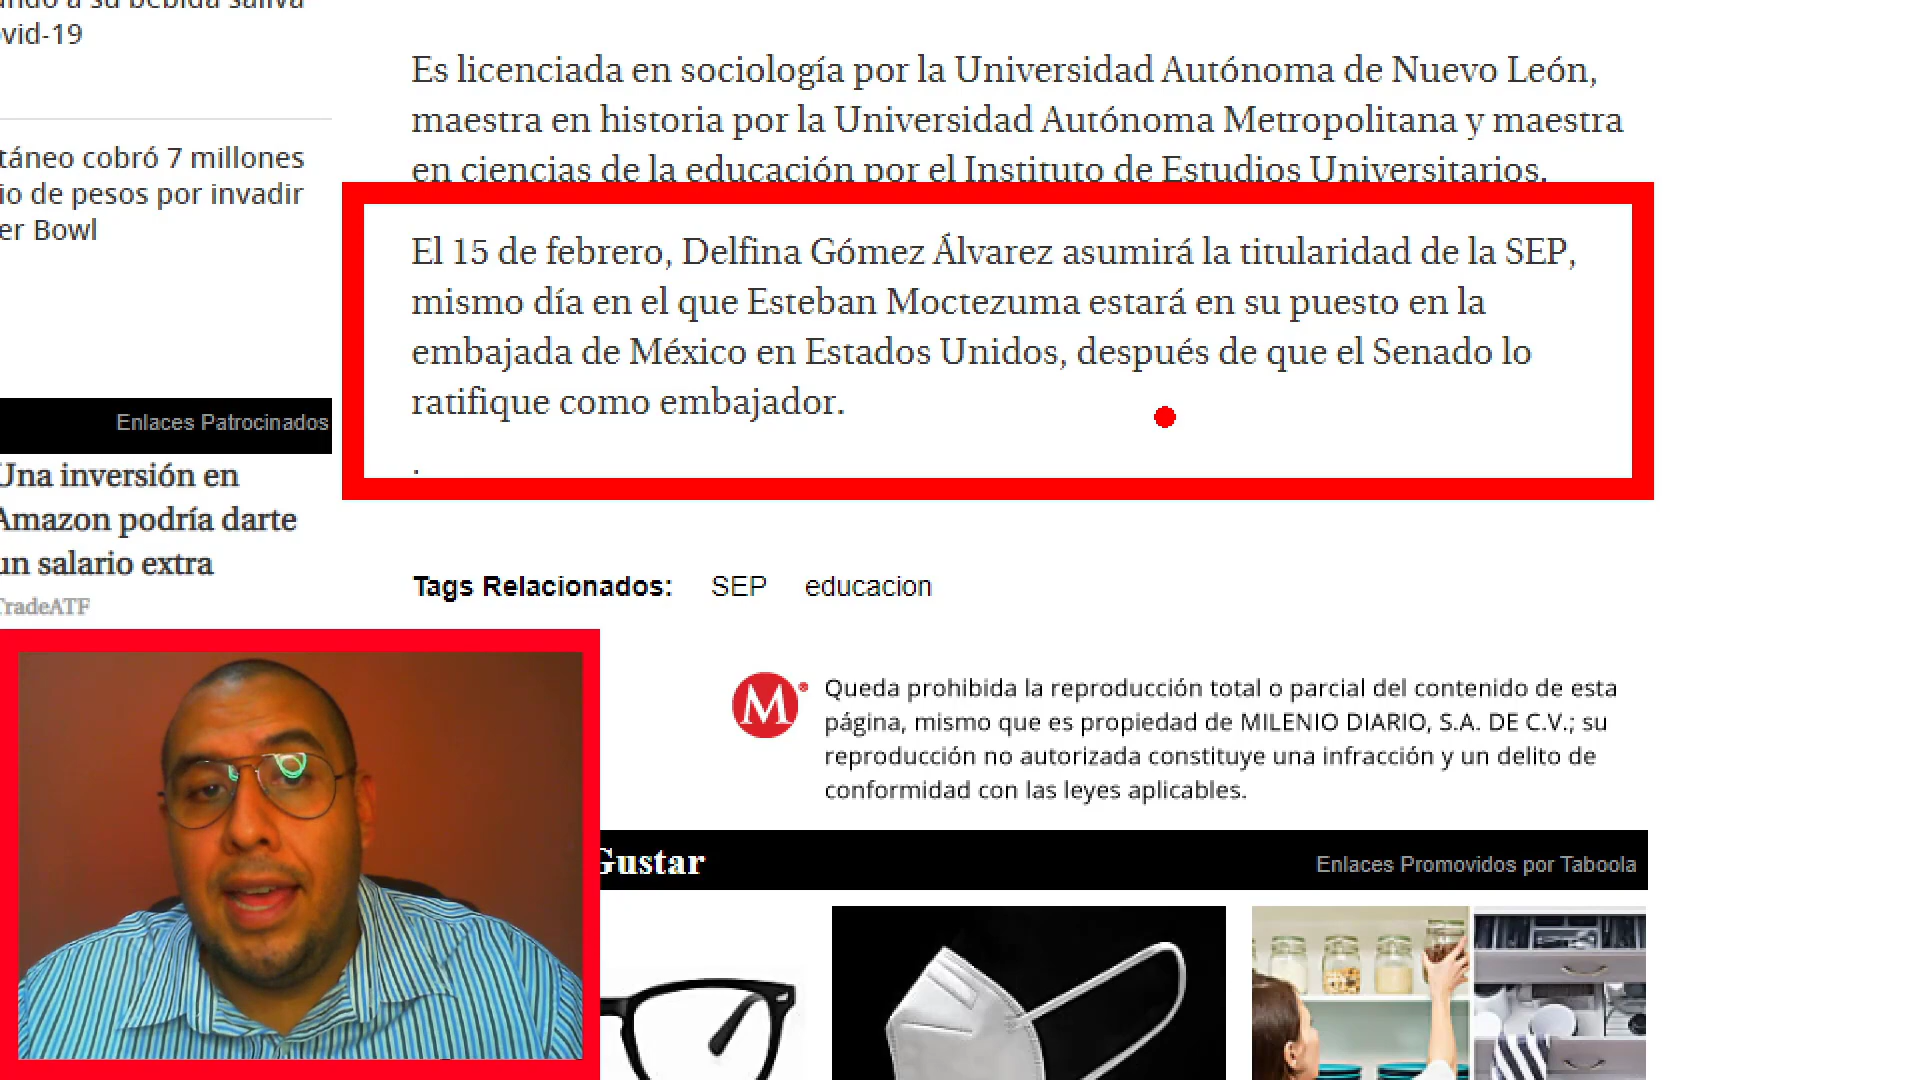 vid-19
táneo cobró 7 millones
io de pesos por invadir
er Bowl
Enlaces Patrocinados
Una inversión en
Amazon podría darte
un salario extra
TradeATF
Es licenciada en sociología por la Universidad Autónoma de Nuevo León,
maestra en historia por la Universidad Autónoma Metropolitana y maestra
en ciencias de la educación por el Instituto de Estudios Universitarios.
El 15 de febrero, Delfina Gómez Álvarez asumirá la titularidad de la SEP,
mismo día en el que Esteban Moctezuma estará en su puesto en la
embajada de México en Estados Unidos, después de que el Senado lo
ratifique como embajador.
.
Tags Relacionados: SEP educacion
M
Queda prohibida la reproducción total o parcial del contenido de esta
página, mismo que es propiedad de MILENIO DIARIO, S.A. DE C.V.; su
reproducción no autorizada constituye una infracción y un delito de
conformidad con las leyes aplicables.
Gustar
Enlaces Promovidos por Taboola